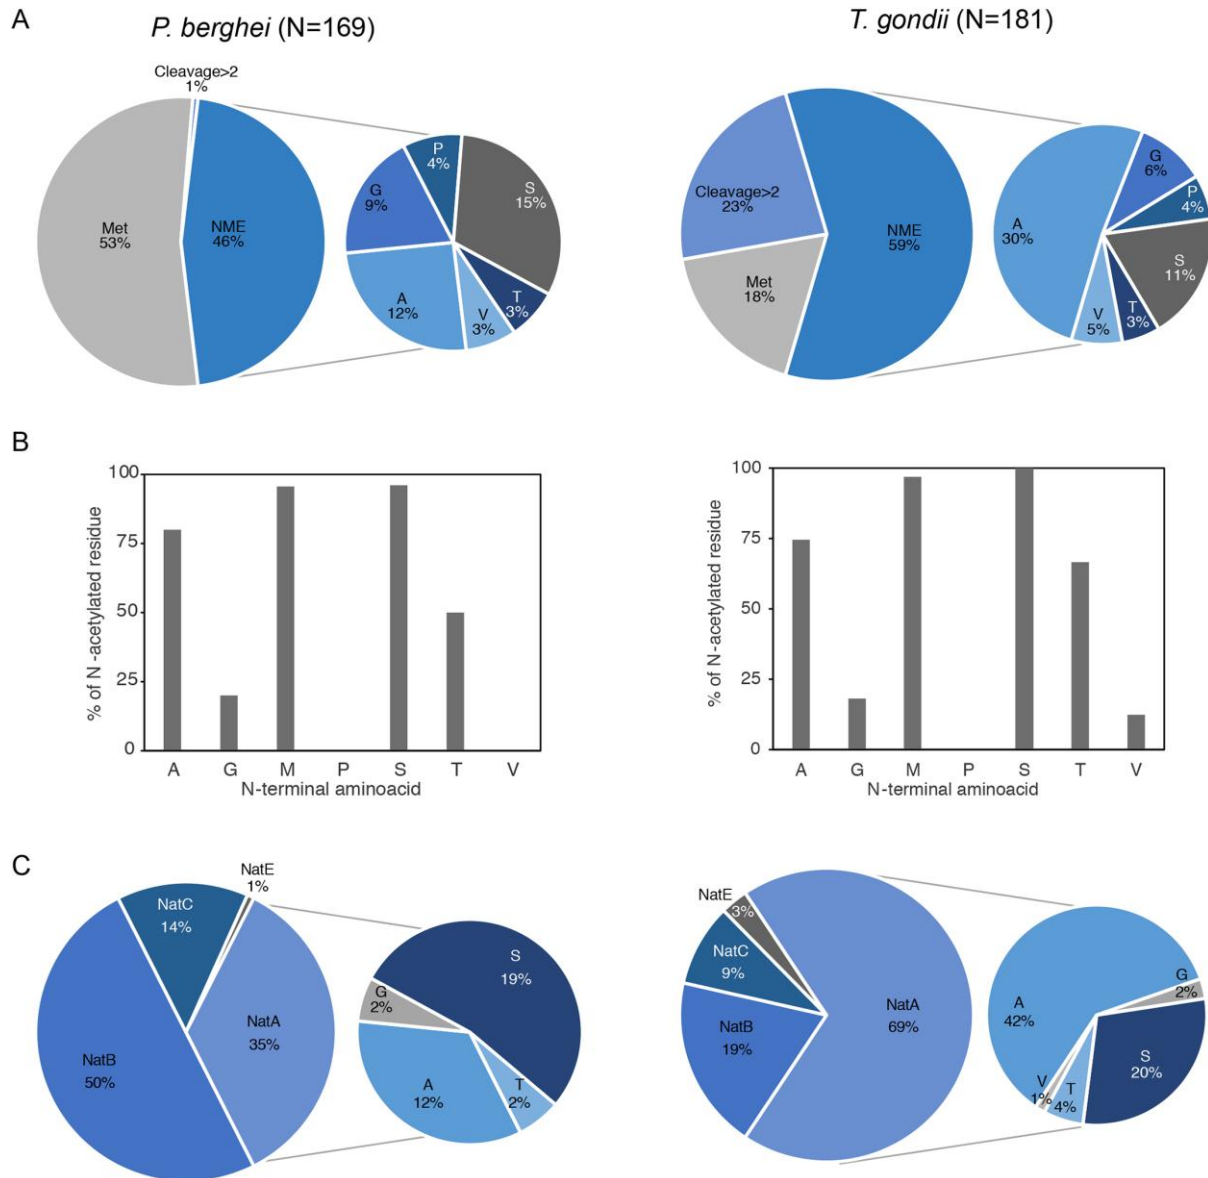 A
P. berghei (N=169)
T. gondii (N=181)
Cleavage>2
1%
Met
53%
NME
46%
P
4%
S
15%
G
9%
A
12%
V
3%
T
3%
Cleavage>2
23%
NME
59%
Met
18%
G
6%
P
4%
A
30%
S
11%
T
3%
V
5%
B
% of N -acetylated residue
100
75
50
25
0
A G M P S T V
N-terminal aminoacid
% of N-acetylated residue
100
75
50
25
0
A G M P S T V
N-terminal aminoacid
C
NatE
1%
NatC
14%
NatA
35%
NatB
50%
S
19%
G
2%
A
12%
T
2%
NatE
3%
NatC
9%
NatB
19%
NatA
69%
G
2%
A
42%
S
20%
V
1%
T
4%